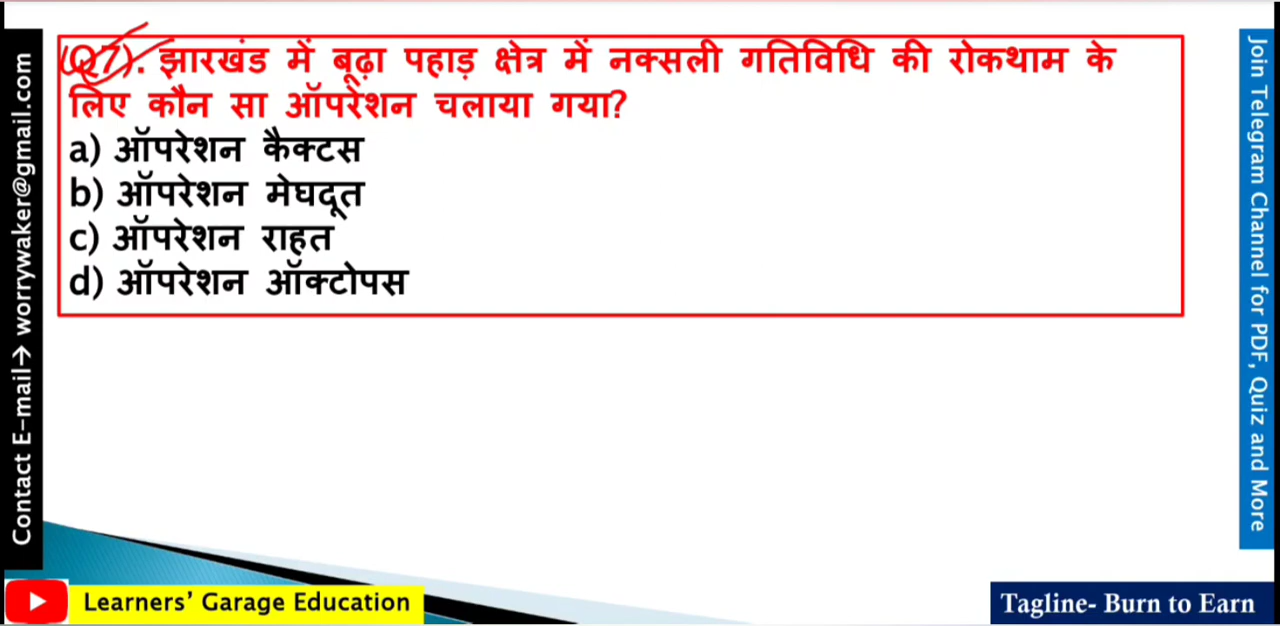 (Q7). झारखंड में बूढ़ा पहाड़ क्षेत्र में नक्सली गतिविधि की रोकथाम के
लिए कौन सा ऑपरेशन चलाया गया?
a) ऑपरेशन कैक्टस
b) ऑपरेशन मेघदूत
c) ऑपरेशन राहत
d) ऑपरेशन ऑक्टोपस
Contact E-mail→ worrywaker@gmail.com
Join Telegram Channel for PDF, Quiz and More
Learners’ Garage Education
Tagline- Burn to Earn